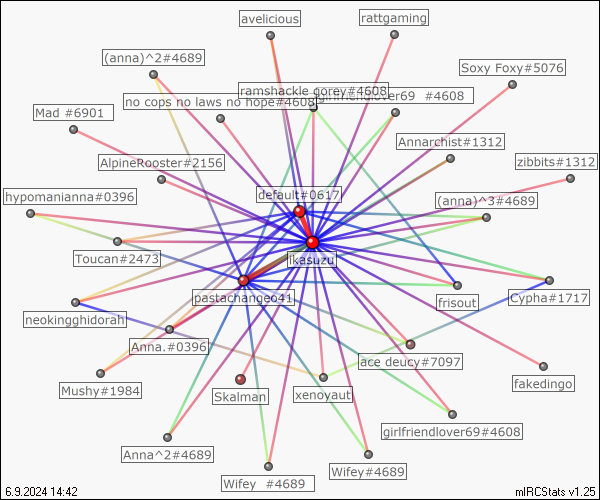 avelicious
rattgaming
(anna)^2#4689
Soxy Foxy#5076
ramshackle gorey#4608
girlfriendlover69 #4608
no cops no laws no hope#4608
Mad #6901
Annarchist#1312
AlpineRooster#2156
zibbits#1312
hypomanianna#0396
default#0617
(anna)^3#4689
Toucan#2473
ikasuzu
pastachangeo41
Cypha#1717
frisout
neokingghidorah
Anna.#0396
ace deucy#7097
Mushy#1984
Skalman
xenoyaut
fakedingo
girlfriendlover69#4608
Anna^2#4689
Wifey #4689
Wifey#4689
6.9.2024 14:42
mIRCStats v1.25